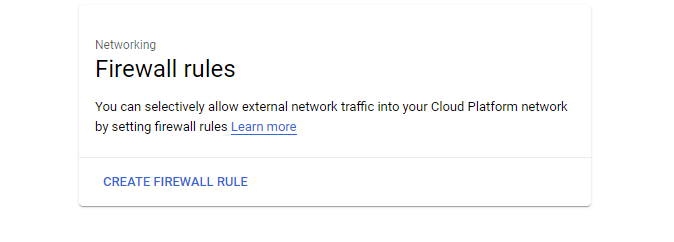 Networking
Firewall rules
You can selectively allow external network traffic into your Cloud Platform network
by setting firewall rules Learn more
CREATE FIREWALL RULE